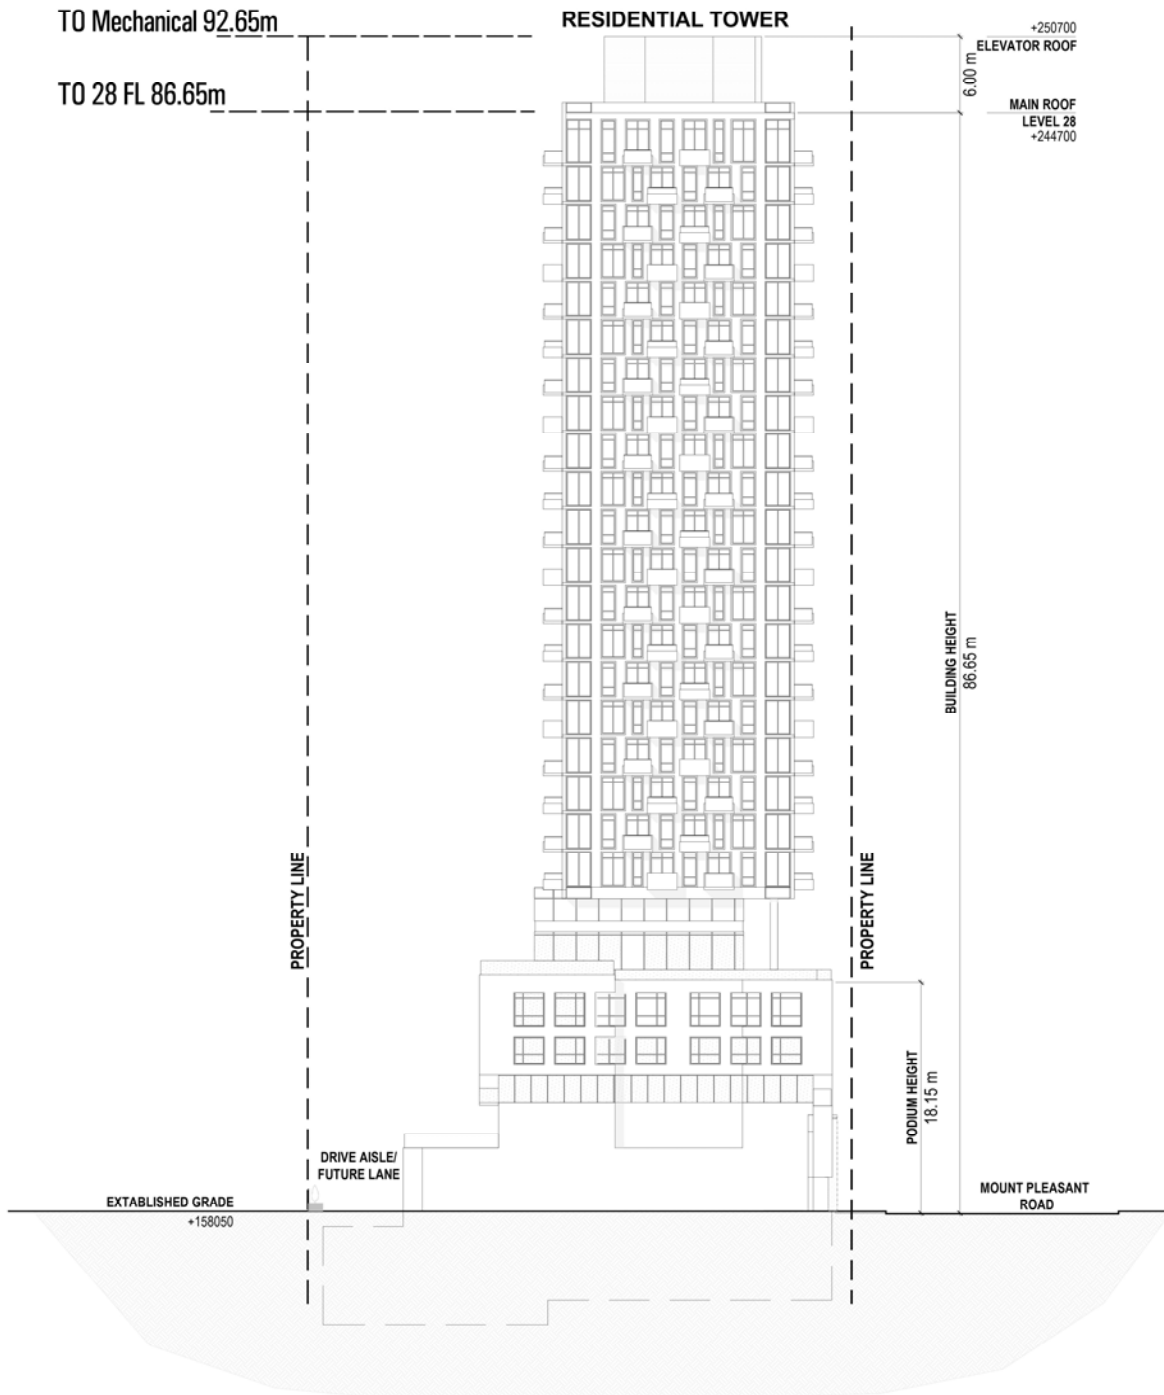 TO Mechanical 92.65m
RESIDENTIAL TOWER
+250700
ELEVATOR ROOF
6.00 m
TO 28 FL 86.65m
MAIN ROOF
LEVEL 28
+244700
BUILDING HEIGHT
86.65 m
PROPERTY LINE
PROPERTY LINE
PODIUM HEIGHT
18.15 m
DRIVE AISLE/
FUTURE LANE
EXTABLISHED GRADE
+158050
MOUNT PLEASANT
ROAD